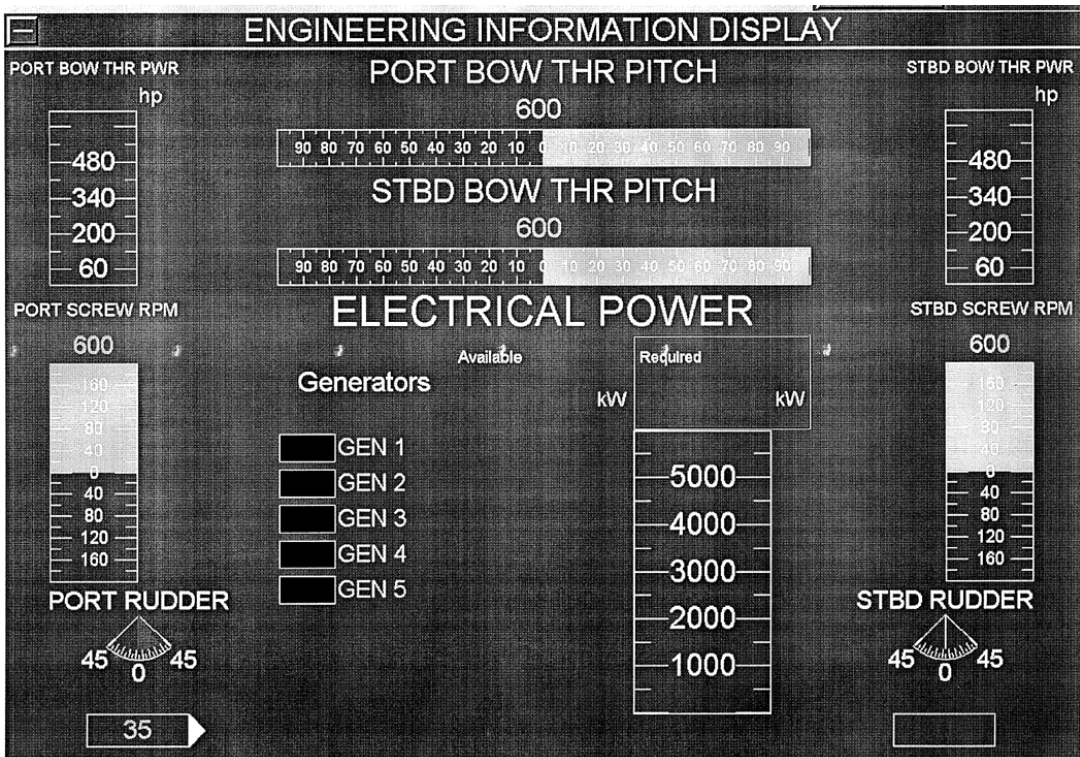 ENGINEERING INFORMATION DISPLAY
PORT BOW THR PWR
hp
480
340
200
60
PORT BOW THR PITCH
600
90 80 70 60 50 40 30 20 10 0 10 20 30 40 50 60 70 80 90
STBD BOW THR PITCH
600
90 80 70 60 50 40 30 20 10 0 10 20 30 40 50 60 70 80 90
STBD BOW THR PWR
hp
480
340
200
60
PORT SCREW RPM
600
160
120
80
40
0
40
80
120
160
ELECTRICAL POWER
Available
Required
Generators
kW
kW
GEN 1
GEN 2
GEN 3
GEN 4
GEN 5
5000
4000
3000
2000
1000
STBD SCREW RPM
600
160
120
80
40
0
40
80
120
160
PORT RUDDER
45 0 45
35
STBD RUDDER
45 0 45